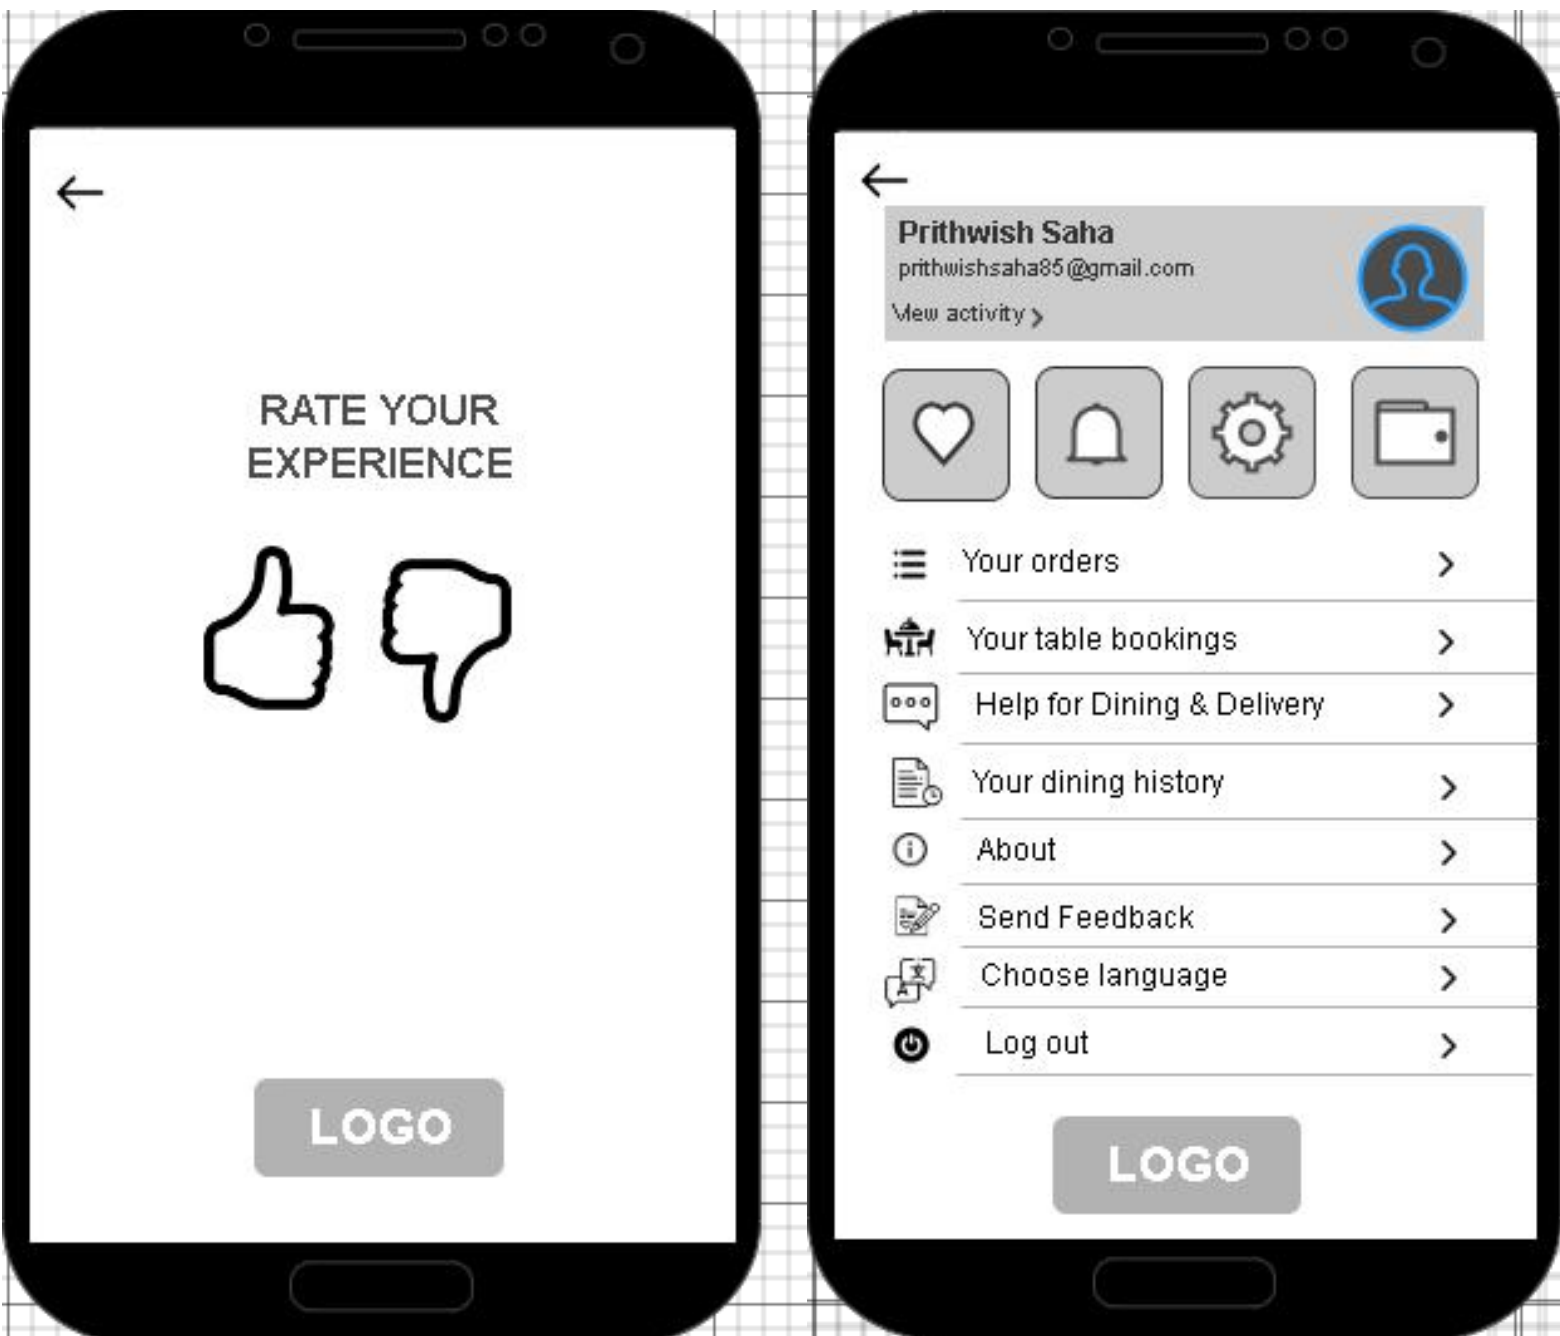 RATE YOUR
EXPERIENCE
LOGO
Prithwish Saha
prithwishsaha85@gmail.com
View activity
Your orders
Your table bookings
Help for Dining & Delivery
Your dining history
About
Send Feedback
Choose language
Log out
LOGO